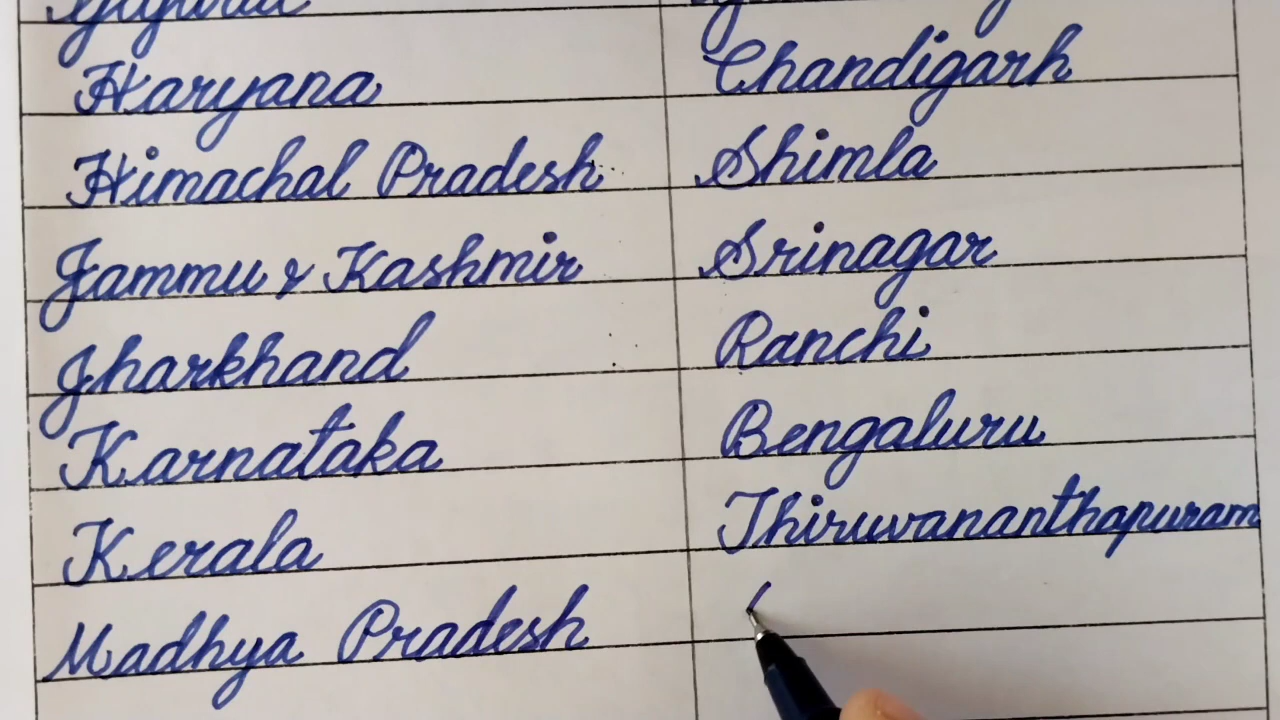 Haryana Chandigarh
Himachal Pradesh Shimla
Jammu & Kashmir Srinagar
Jharkhand Ranchi
Karnataka Bengaluru
Kerala Thiruvananthapuram
Madhya Pradesh